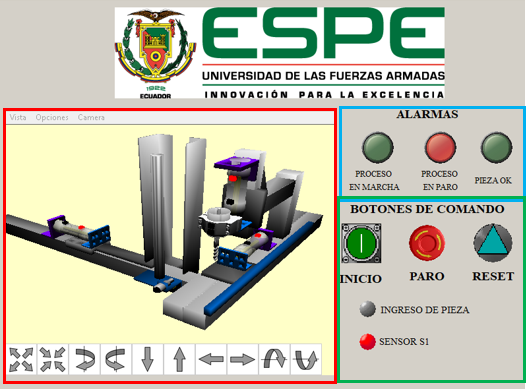 ESPE
UNIVERSIDAD DE LAS FUERZAS ARMADAS
INNOVACIÓN PARA LA EXCELENCIA
1922
ECUADOR
Vista Opciones Camera
ALARMAS
PROCESO
EN MARCHA
PROCESO
EN PARO
PIEZA OK
BOTONES DE COMANDO
INICIO
PARO
RESET
INGRESO DE PIEZA
SENSOR S1